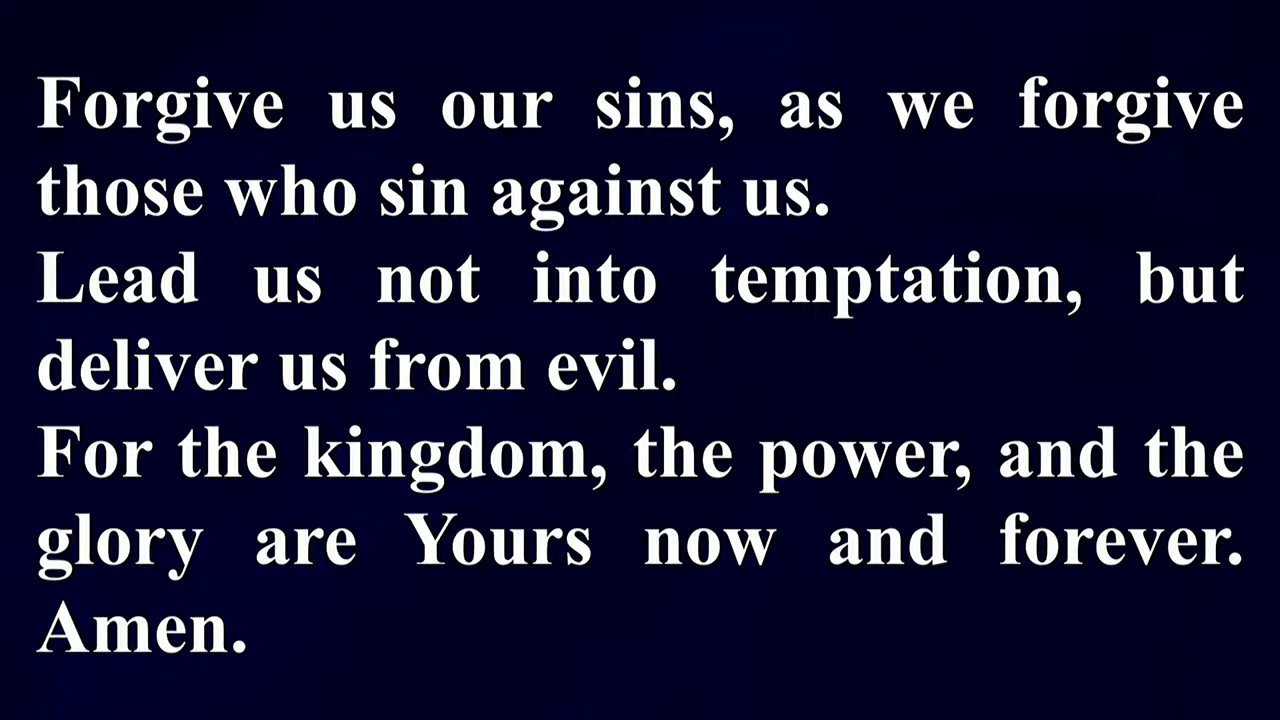 Forgive us our sins, as we forgive
those who sin against us.
Lead us not into temptation, but
deliver us from evil.
For the kingdom, the power, and the
glory are Yours now and forever.
Amen.